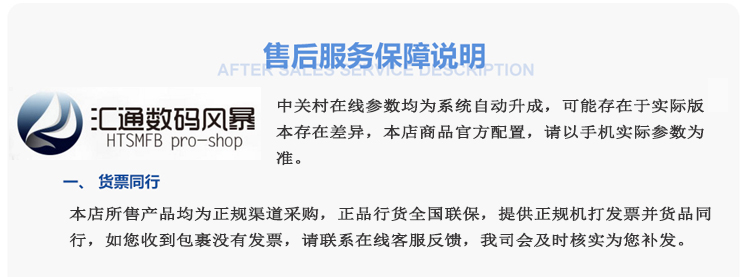 售后服务保障说明
AFTER SALES SERVICE DESCRIPTION
汇通数码风暴
HTSMFB pro-shop
中关村在线参数均为系统自动升成，可能存在于实际版
本存在差异，本店商品官方配置，请以手机实际参数为
准。
一、 货票同行
本店所售产品均为正规渠道采购，正品行货全国联保，提供正规机打发票并货品同
行，如您收到包裹没有发票，请联系在线客服反馈，我司会及时核实为您补发。